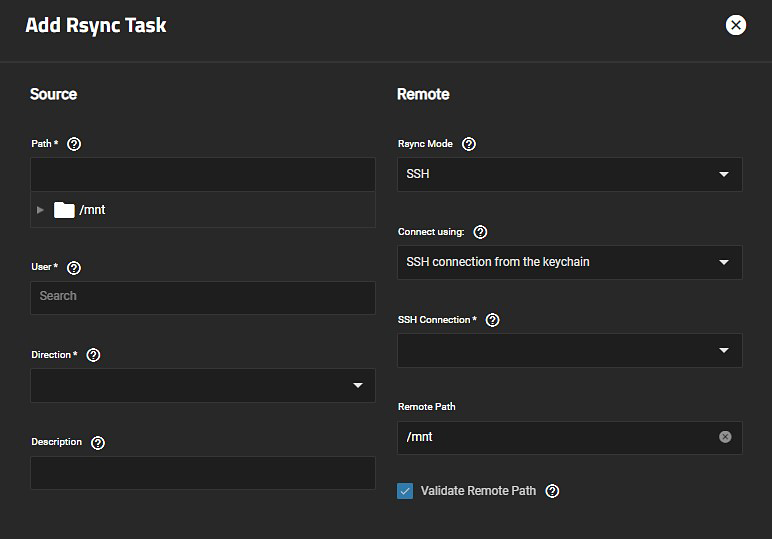 Add Rsync Task
Source
Path *
/mnt
User *
Search
Direction *
Description
Remote
Rsync Mode
SSH
Connect using:
SSH connection from the keychain
SSH Connection *
Remote Path
/mnt
Validate Remote Path